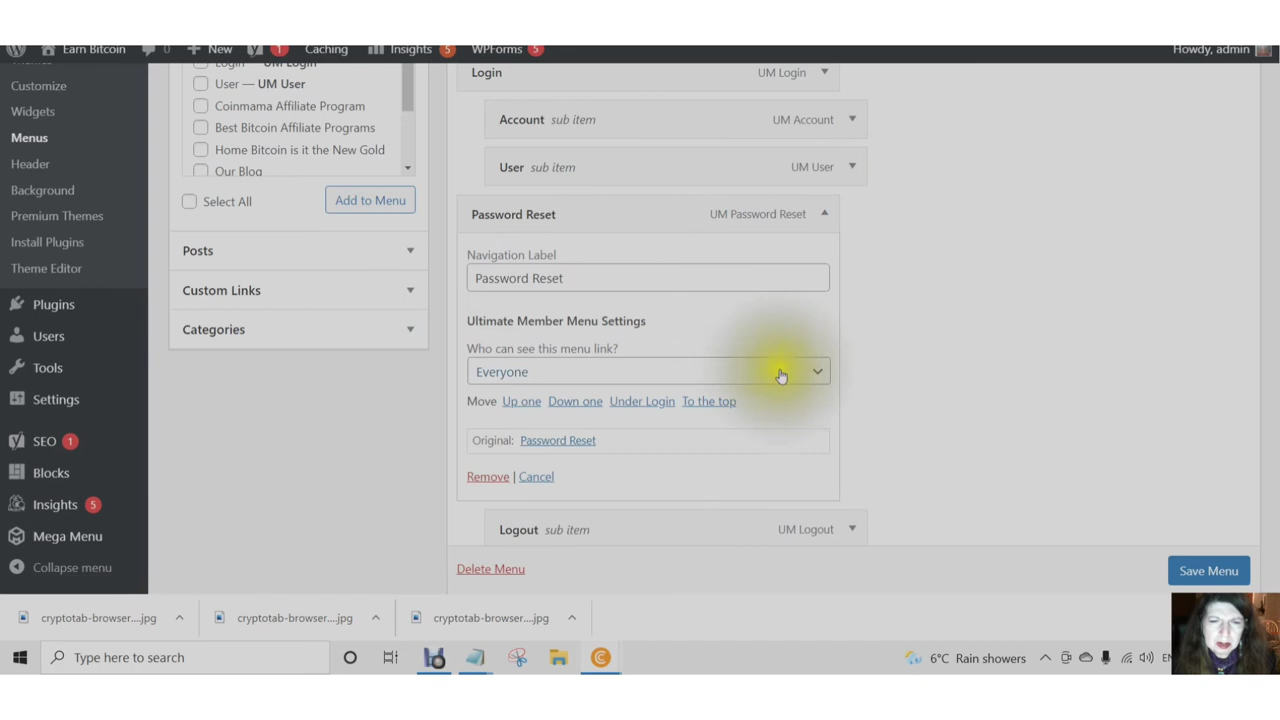 Earn Bitcoin 0 New 1 Caching Insights 5 WPForms 5 Howdy, admin
Customize
Widgets
Menus
Header
Background
Premium Themes
Install Plugins
Theme Editor
Plugins
Users
Tools
Settings
SEO 1
Blocks
Insights 5
Mega Menu
Collapse menu
User — UM User
Coinmama Affiliate Program
Best Bitcoin Affiliate Programs
Home Bitcoin is it the New Gold
Our Blog
Select All
Add to Menu
Posts
Custom Links
Categories
Login UM Login
Account sub item UM Account
User sub item UM User
Password Reset UM Password Reset
Navigation Label
Password Reset
Ultimate Member Menu Settings
Who can see this menu link?
Everyone
Move Up one Down one Under Login To the top
Original: Password Reset
Remove | Cancel
Logout sub item UM Logout
Delete Menu
Save Menu
cryptotab-browser....jpg cryptotab-browser....jpg cryptotab-browser....jpg
Type here to search
6°C Rain showers